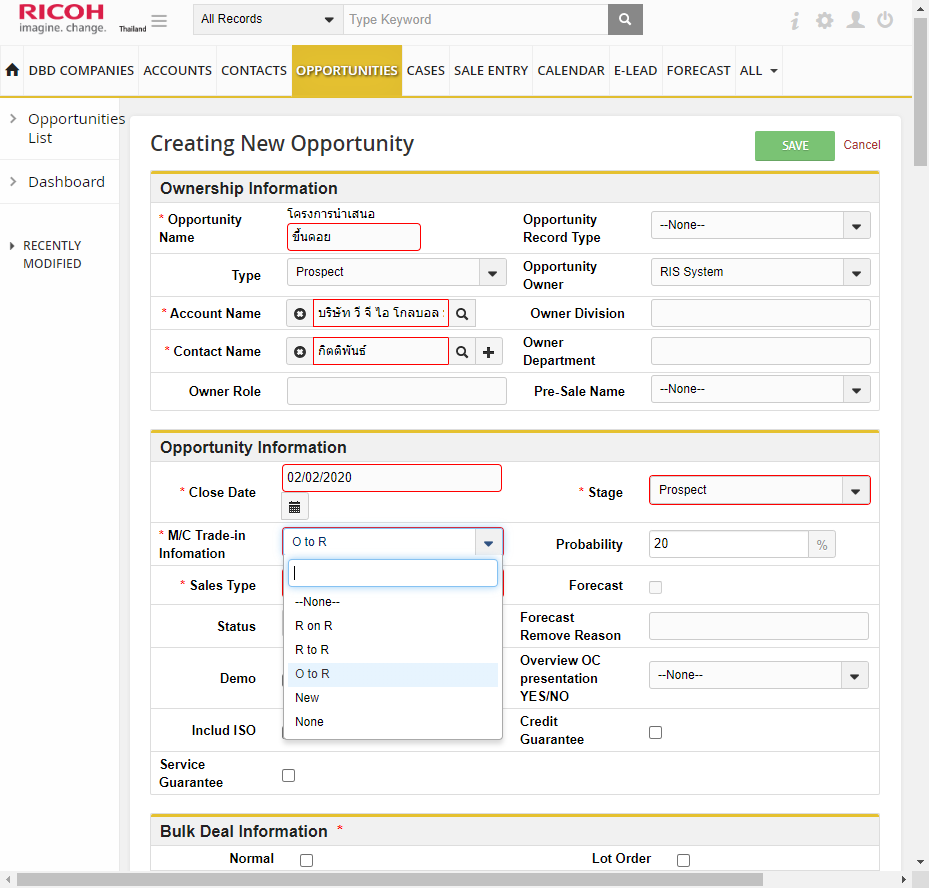 RICOH
imagine. change.
Thailand
All Records
Type Keyword
DBD COMPANIES
ACCOUNTS
CONTACTS
OPPORTUNITIES
CASES
SALE ENTRY
CALENDAR
E-LEAD
FORECAST
ALL
Opportunities
List
Dashboard
RECENTLY
MODIFIED
Creating New Opportunity
SAVE
Cancel
Ownership Information
* Opportunity
Name
โครงการนำเสนอ
ขึ้นดอย
Opportunity
Record Type
--None--
Type
Prospect
Opportunity
Owner
RIS System
* Account Name
บริษัท วี จี ไอ โกลบอล
Owner Division
* Contact Name
กิตติพันธ์
Owner
Department
Owner Role
Pre-Sale Name
--None--
Opportunity Information
* Close Date
02/02/2020
* Stage
Prospect
* M/C Trade-in
Infomation
O to R
Probability
20
%
* Sales Type
--None--
R on R
R to R
O to R
New
None
Forecast
Status
Forecast
Remove Reason
Demo
Overview OC
presentation
YES/NO
--None--
Includ ISO
Credit
Guarantee
Service
Guarantee
Bulk Deal Information *
Normal
Lot Order